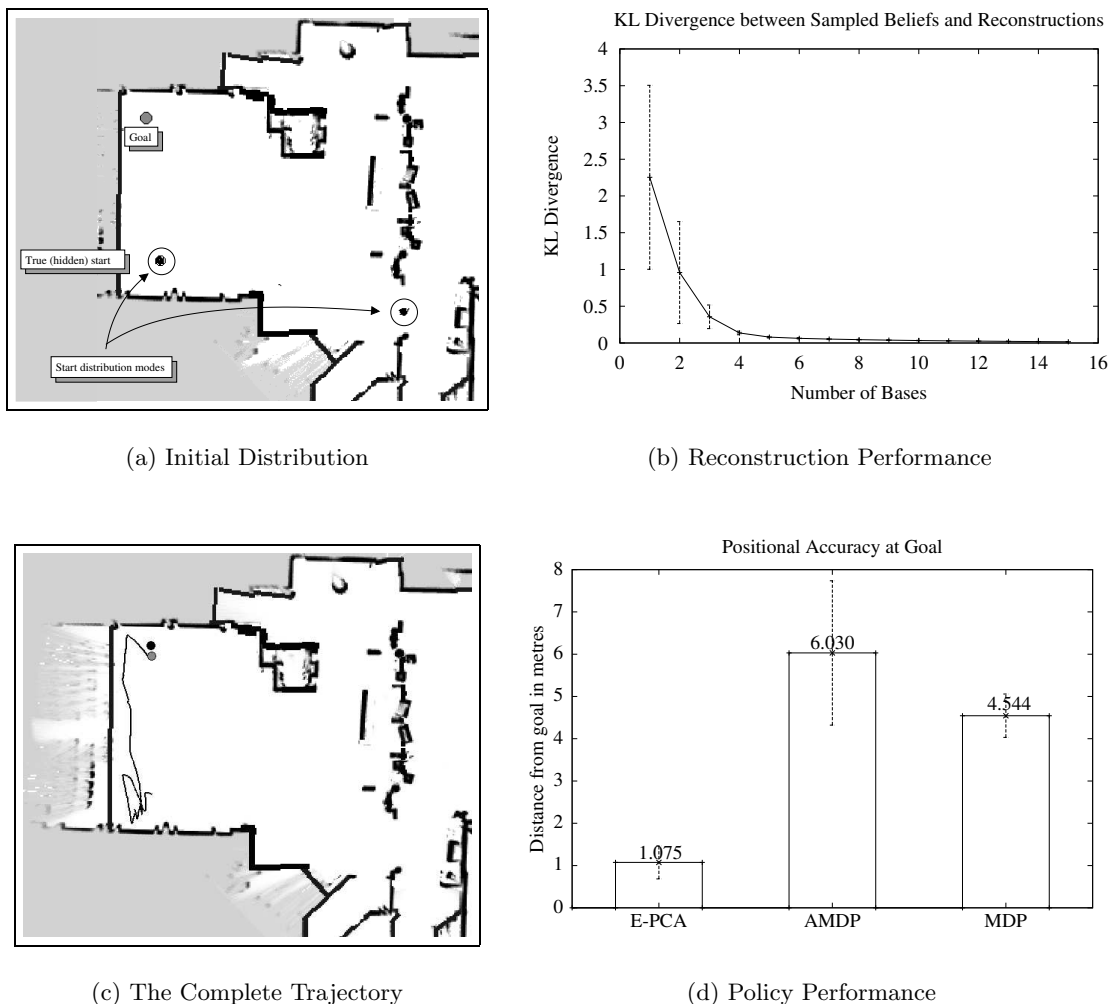 Goal
True (hidden) start
Start distribution modes
(a) Initial Distribution
KL Divergence between Sampled Beliefs and Reconstructions
4
3.5
3
2.5
2
1.5
1
0.5
0
KL Divergence
0 2 4 6 8 10 12 14 16
Number of Bases
(b) Reconstruction Performance
(c) The Complete Trajectory
Positional Accuracy at Goal
8
7
6
5
4
3
2
1
0
Distance from goal in metres
1.075
6.030
4.544
E-PCA AMDP MDP
(d) Policy Performance